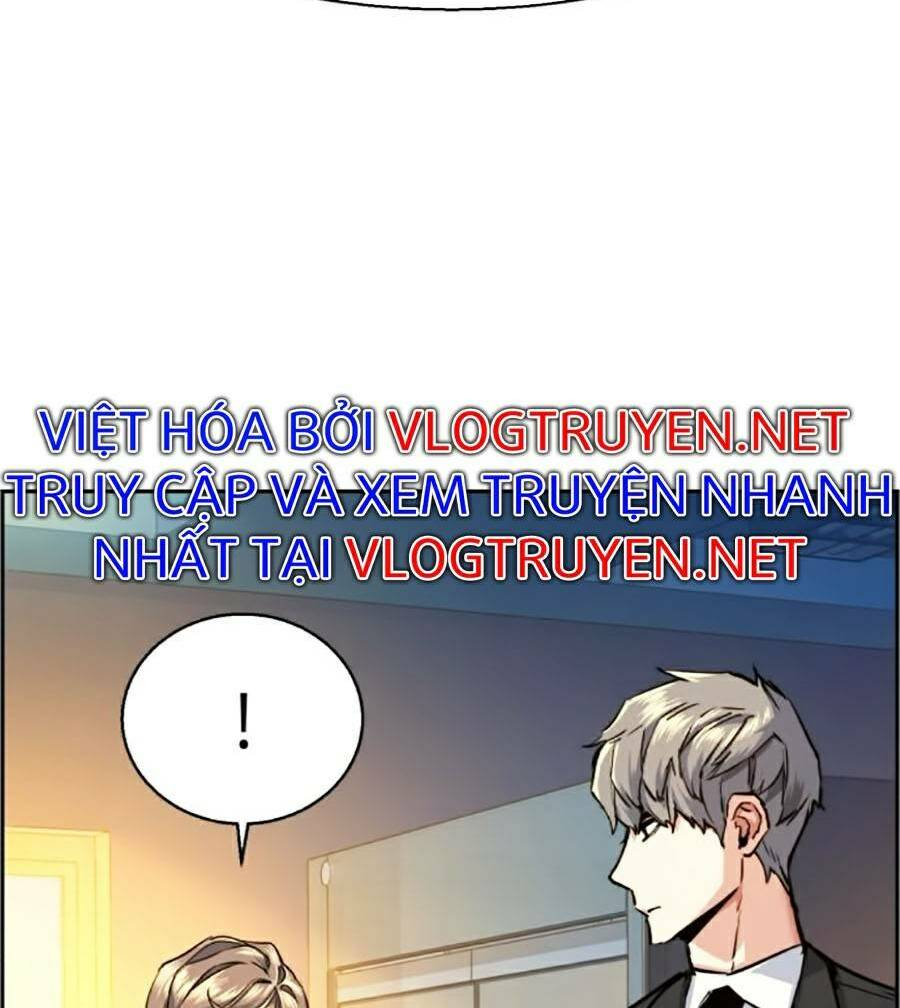 VIỆT HÓA BỞI VLOGTRUYEN.NET
TRUY CẬP VÀ XEM TRUYỆN NHANH
NHẤT TẠI VLOGTRUYEN.NET
!